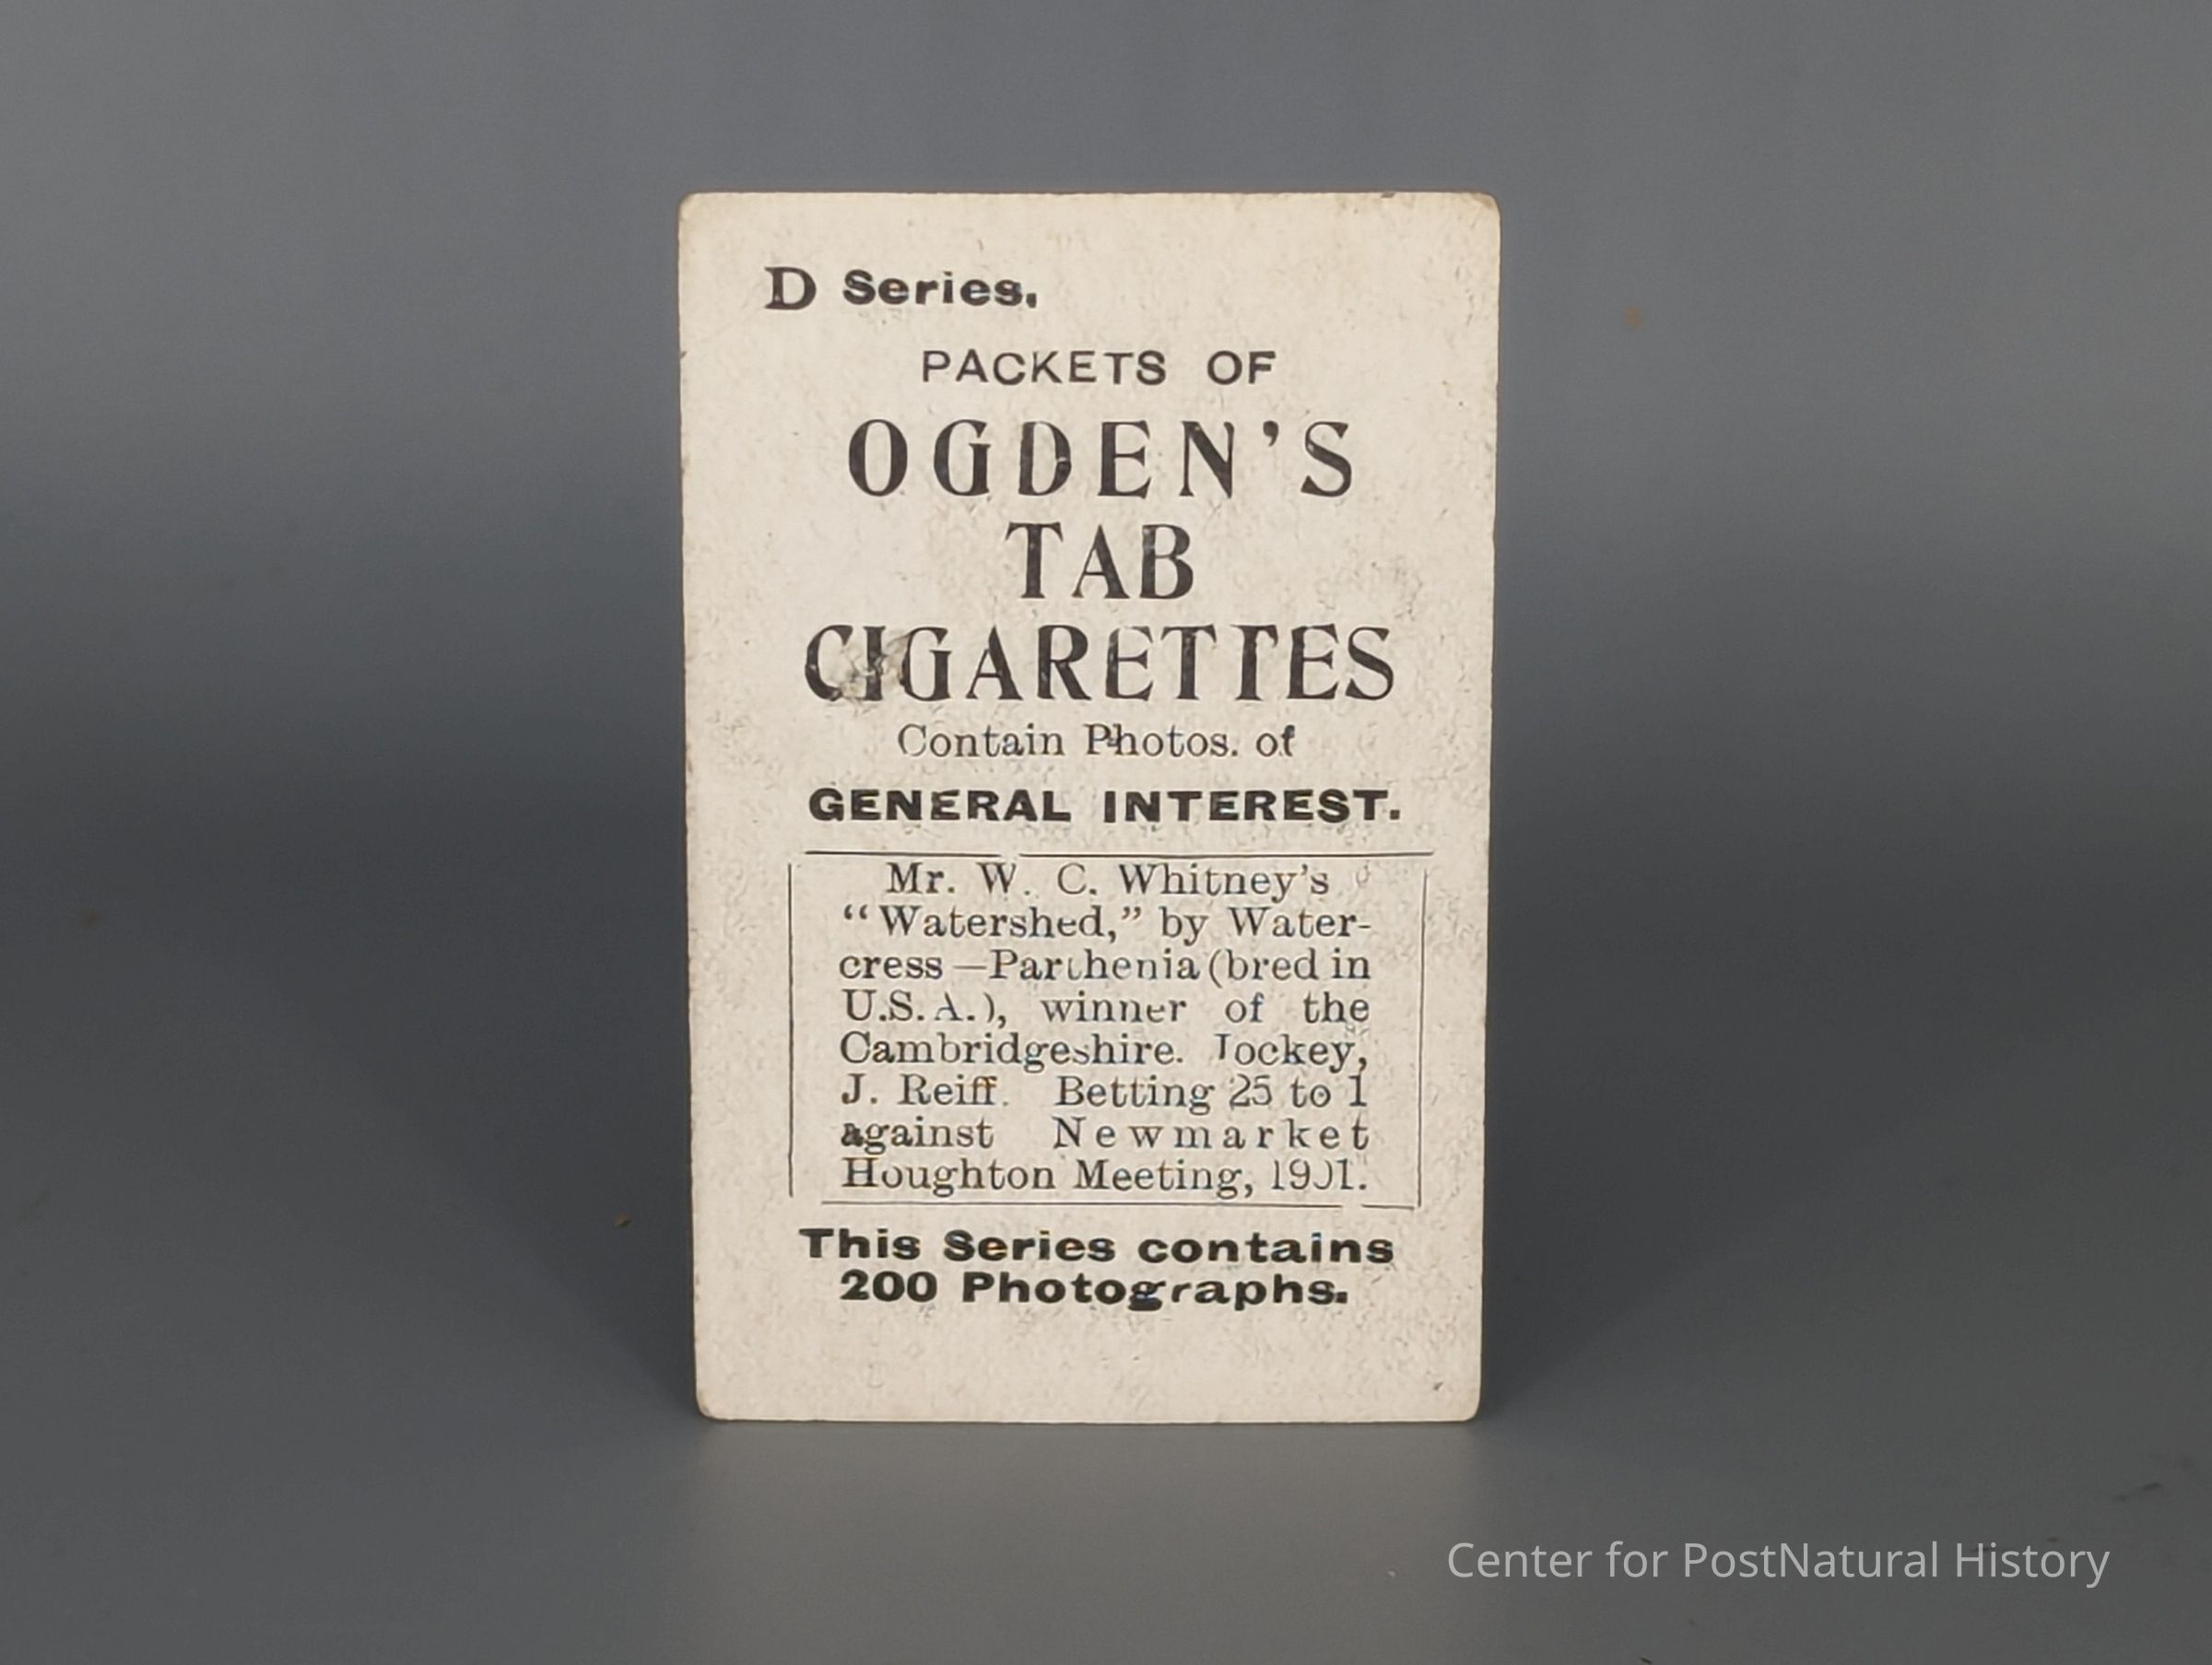 D Series.
PACKETS OF
OGDEN'S
TAB
CIGARETTES
Contain Photos. of
GENERAL INTEREST.
Mr. W. C. Whitney's
“Watershed,” by Water-
cress—Parthenia (bred in
U.S.A.), winner of the
Cambridgeshire. Jockey,
J. Reiff. Betting 25 to 1
against Newmarket
Houghton Meeting, 1901.
This Series contains
200 Photographs.
Center for PostNatural History